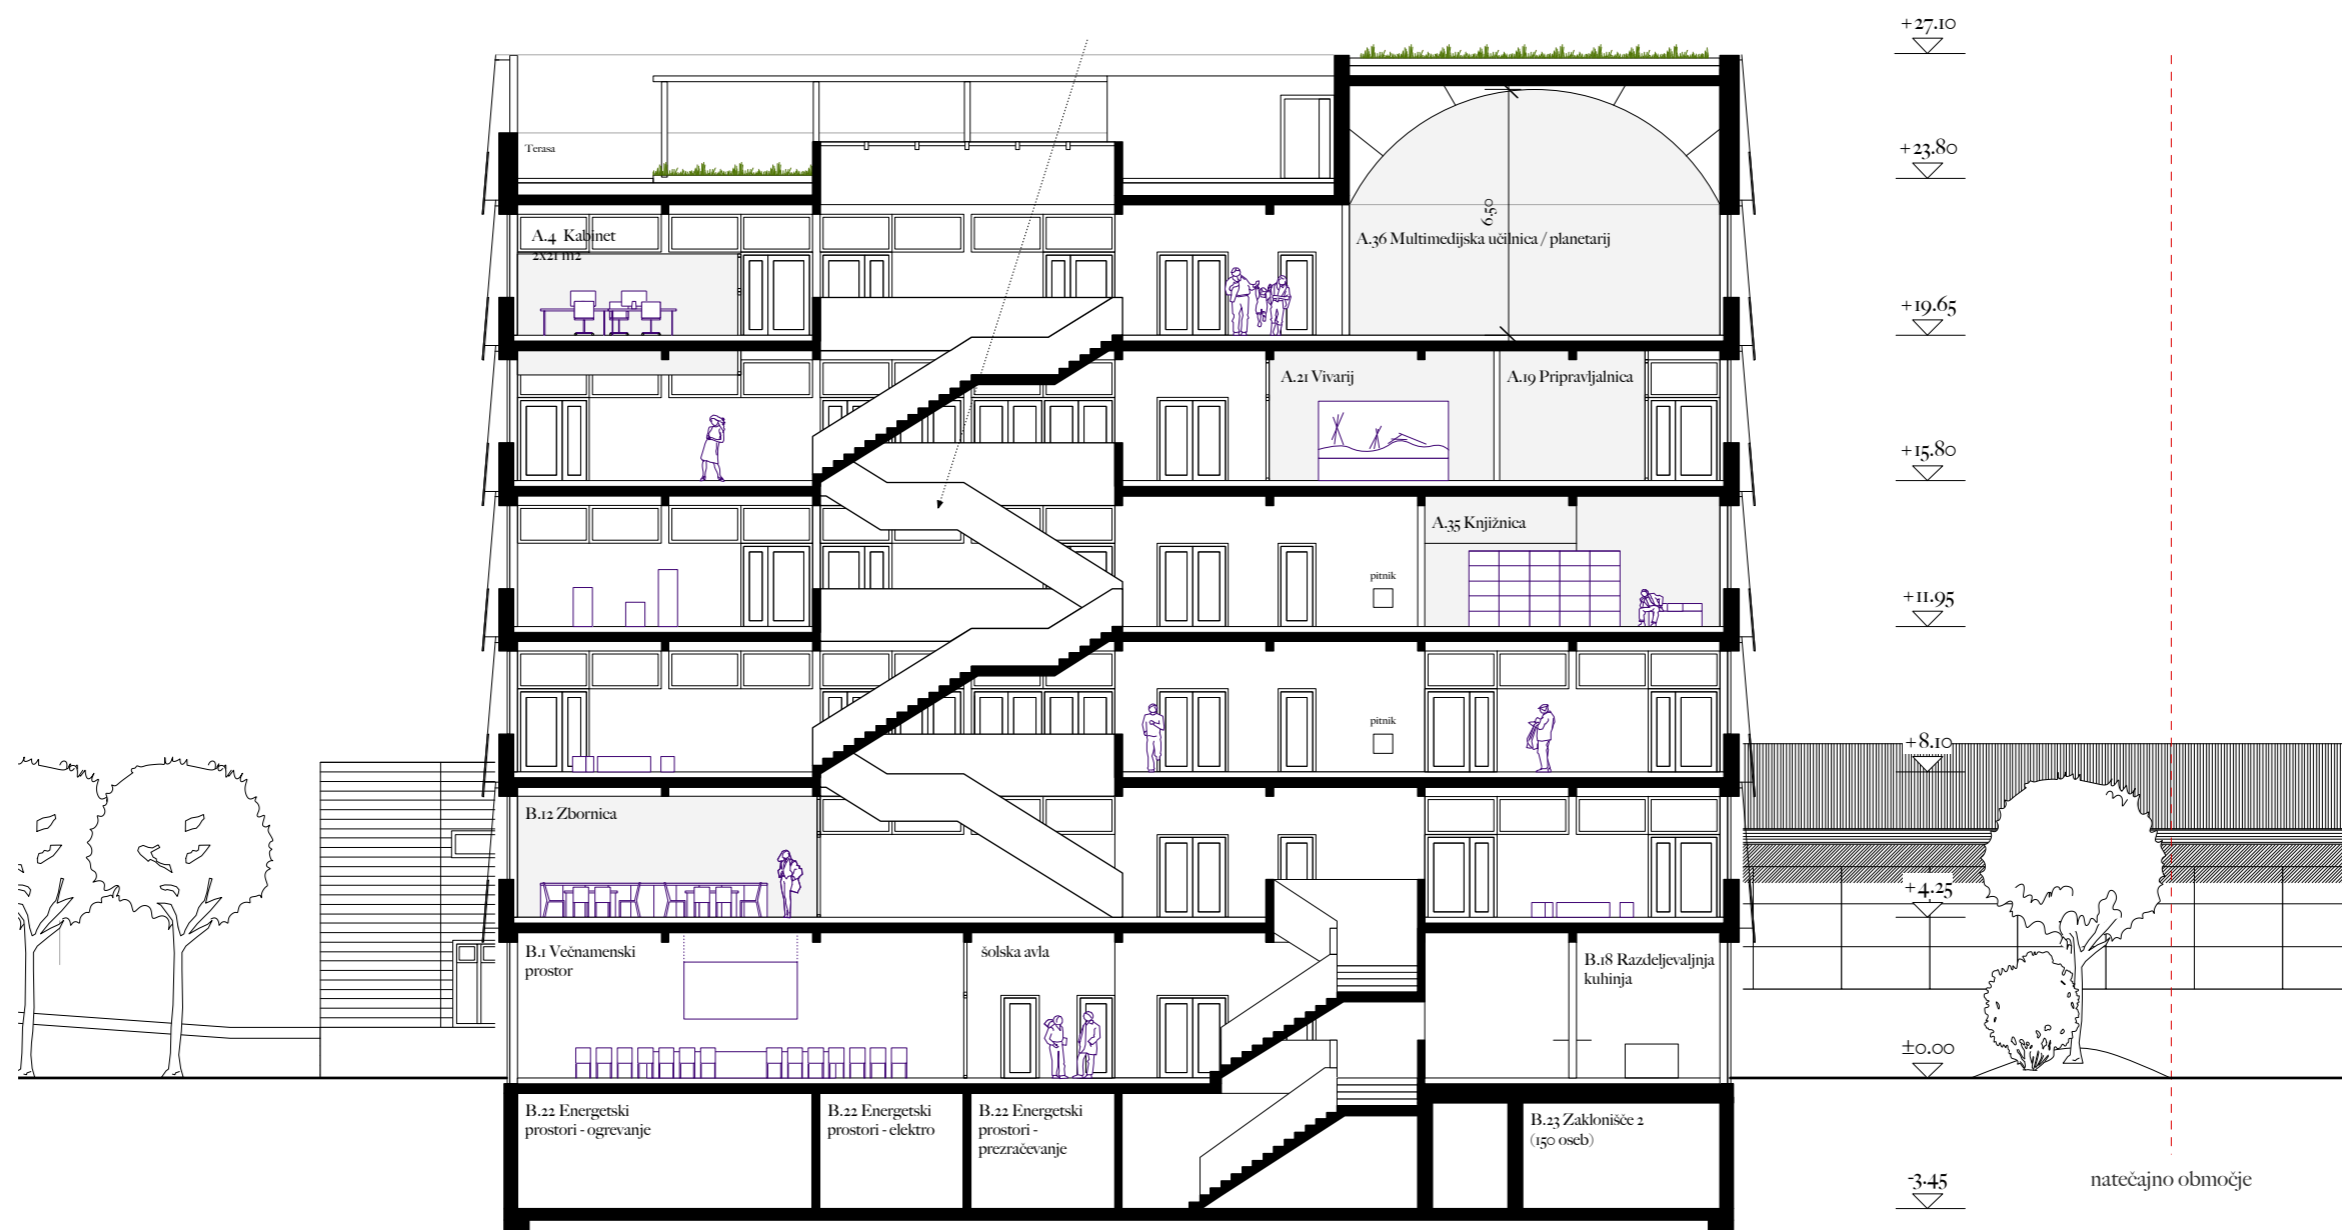 +27.10
Terasa
+23.80
6.50
A.4 Kabinet
2x21 m2
A.36 Multimedijska učilnica / planetarij
+19.65
A.21 Vivarij
A.19 Pripravljalnica
+15.80
A.35 Knjižnica
pitnik
+11.95
pitnik
+8.10
B.12 Zbornica
+4.25
B.1 Večnamenski
prostor
šolska avla
B.18 Razdeljevaljnja
kuhinja
±0.00
B.22 Energetski
prostori - ogrevanje
B.22 Energetski
prostori - elektro
B.22 Energetski
prostori -
prezračevanje
B.23 Zaklonišče 2
(150 oseb)
-3.45
natečajno območje